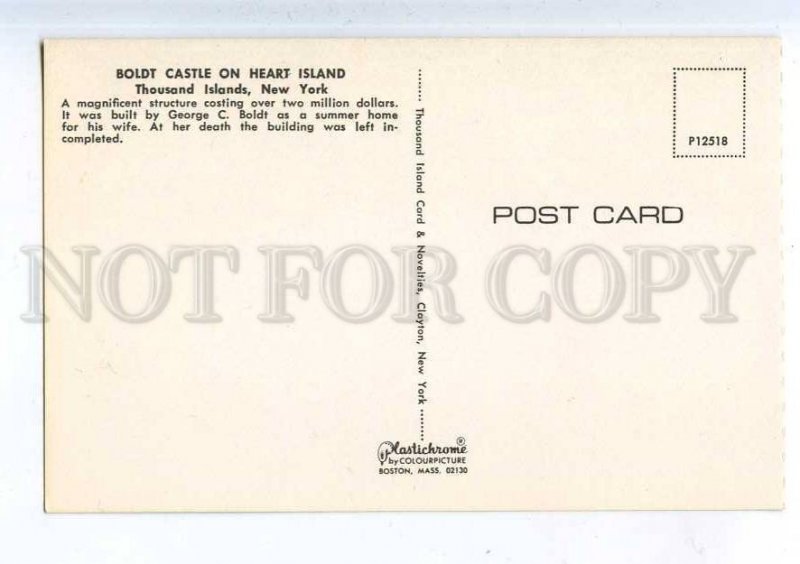 BOLDT CASTLE ON HEART ISLAND
Thousand Islands, New York
A magnificent structure costing over two million dollars.
It was built by George C. Boldt as a summer home
for his wife. At her death the building was left in-
completed.
Thousand Island Card & Novelties, Clayton, New York
P12518
POST CARD
NOT FOR COPY
Plastichrome®
by COLOURPICTURE
BOSTON, MASS. 02130